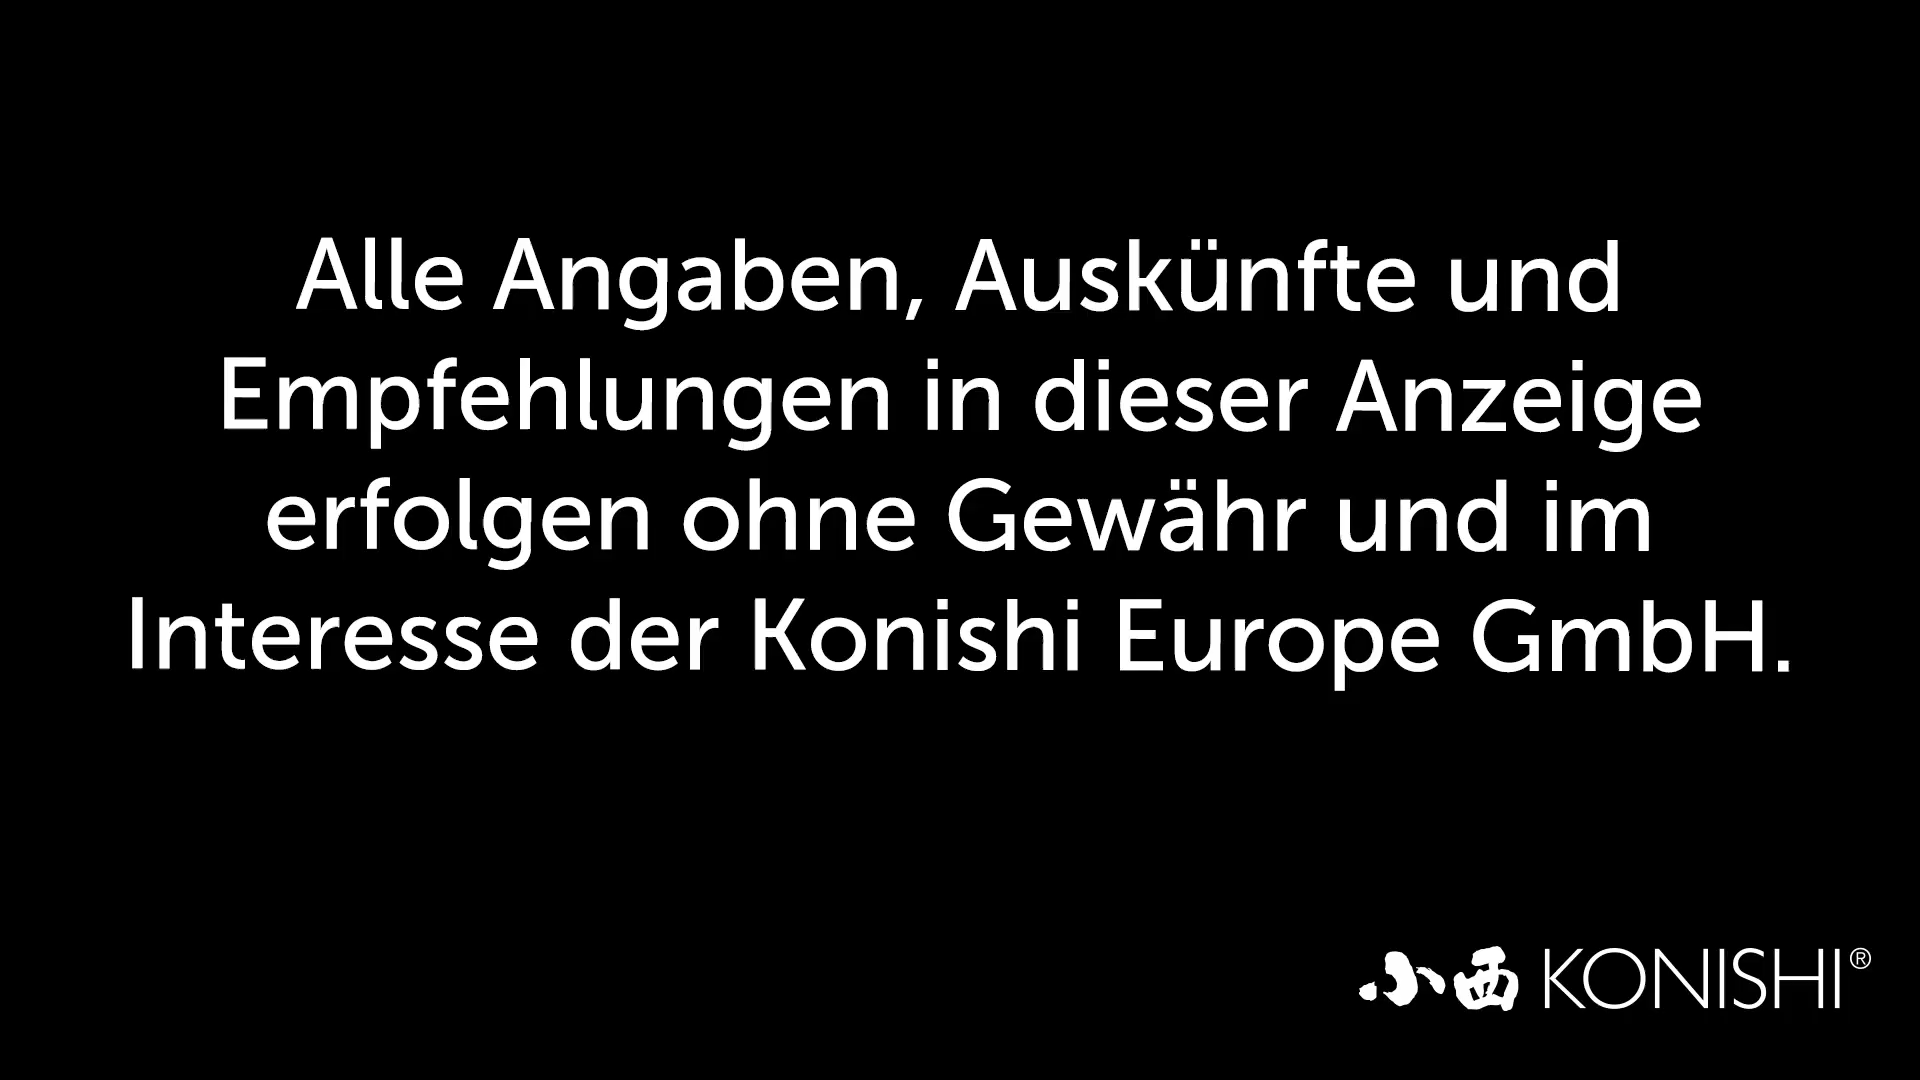 Alle Angaben, Auskünfte und
Empfehlungen in dieser Anzeige
erfolgen ohne Gewähr und im
Interesse der Konishi Europe GmbH.
小西 KONISHI®